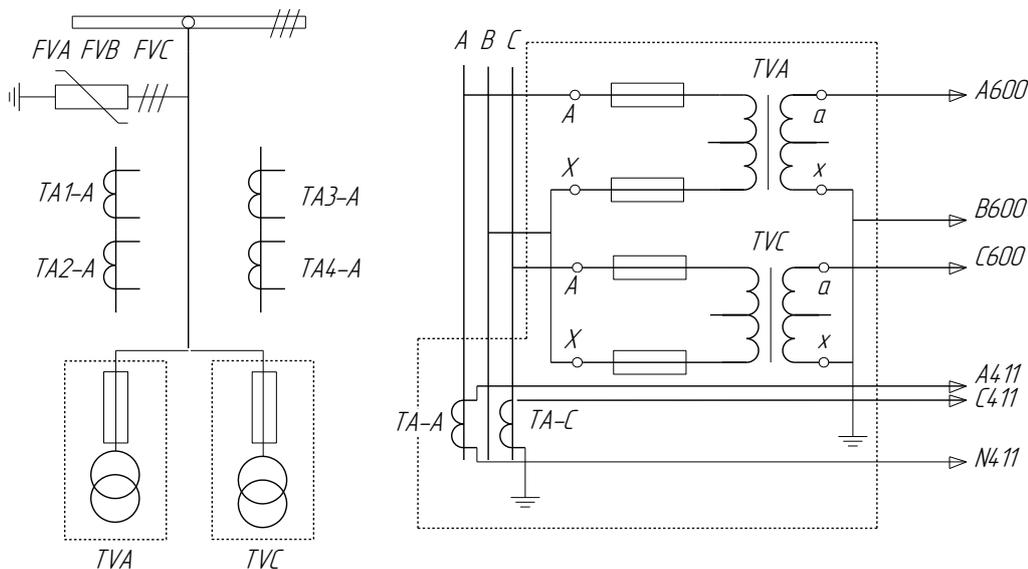 FVA FVB FVC
TA1-A
TA3-A
TA2-A
TA4-A
TVA
TVC
A B C
TVA
A600
A
a
X
x
B600
TVC
C600
A
a
X
x
A411
C411
TA-A
TA-C
N411